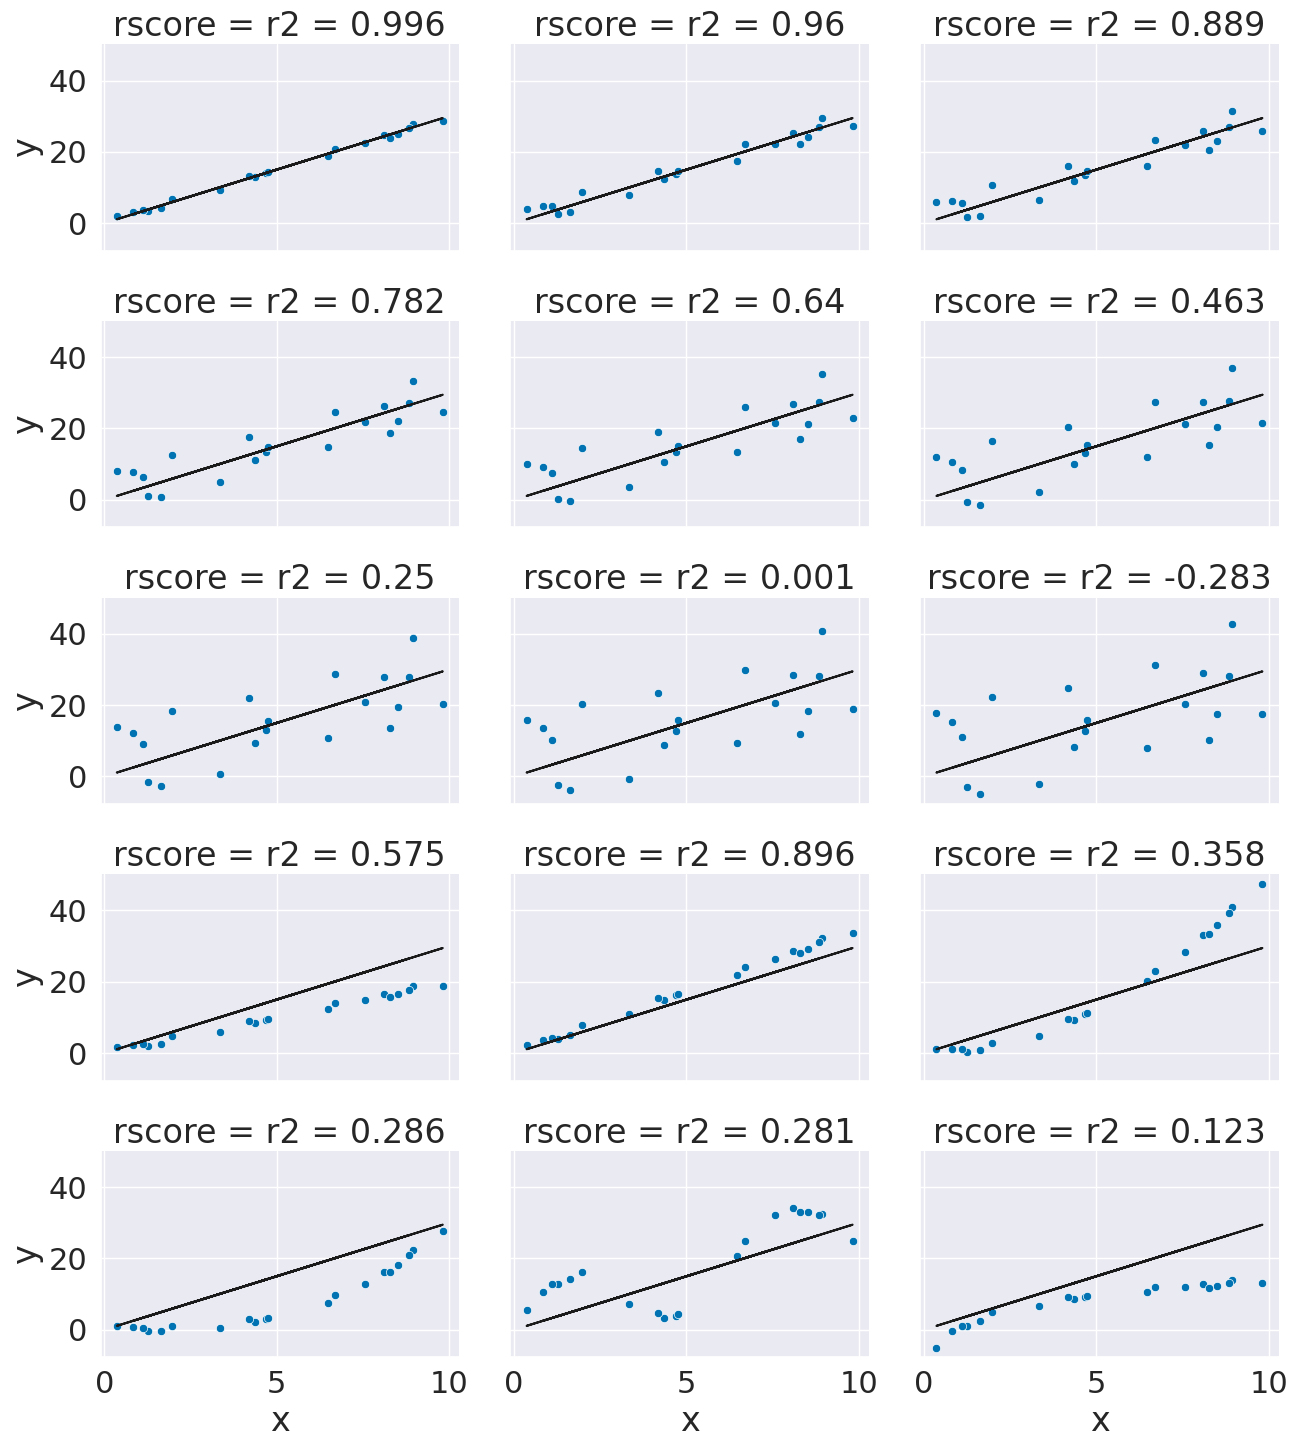 rscore = r2 = 0.996 rscore = r2 = 0.96 rscore = r2 = 0.889
40
20
0
y
rscore = r2 = 0.782 rscore = r2 = 0.64 rscore = r2 = 0.463
40
20
0
y
rscore = r2 = 0.25 rscore = r2 = 0.001 rscore = r2 = -0.283
40
20
0
y
rscore = r2 = 0.575 rscore = r2 = 0.896 rscore = r2 = 0.358
40
20
0
y
rscore = r2 = 0.286 rscore = r2 = 0.281 rscore = r2 = 0.123
40
20
0
y
0 5 10 0 5 10 0 5 10
x x x